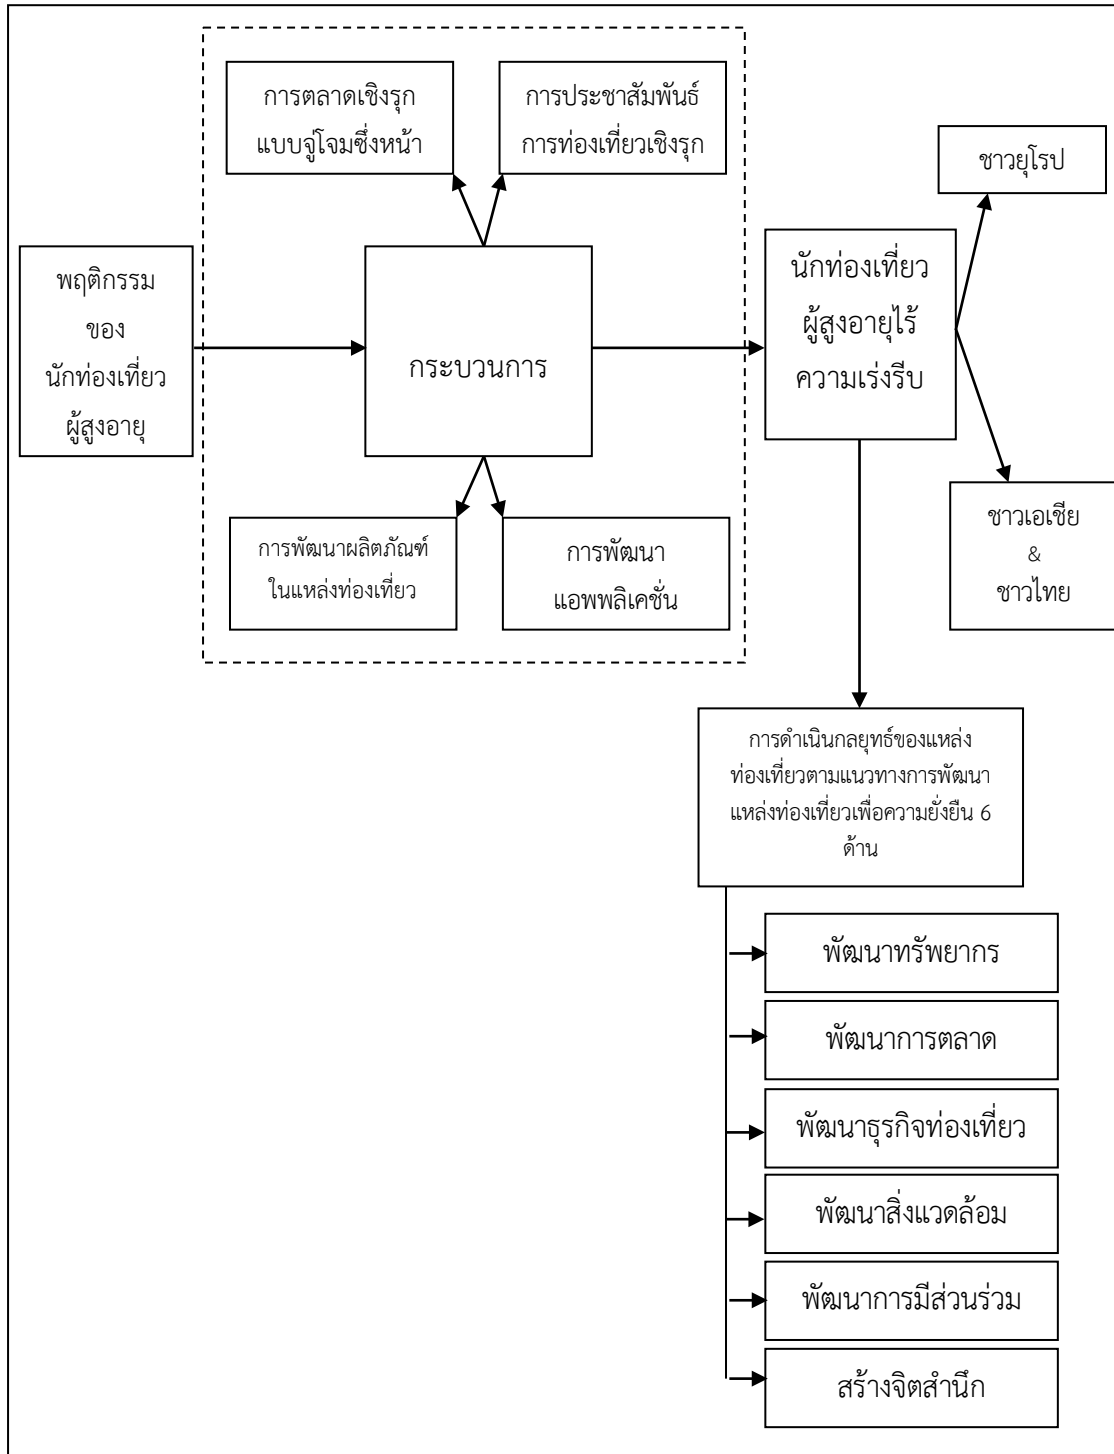 การตลาดเชิงรุก
แบบจู่โจมซึ่งหน้า
การประชาสัมพันธ์
การท่องเที่ยวเชิงรุก
ชาวยุโรป
พฤติกรรม
ของ
นักท่องเที่ยว
ผู้สูงอายุ
กระบวนการ
นักท่องเที่ยว
ผู้สูงอายุไร้
ความเร่งรีบ
การพัฒนาผลิตภัณฑ์
ในแหล่งท่องเที่ยว
การพัฒนา
แอพพลิเคชั่น
ชาวเอเชีย
&
ชาวไทย
การดำเนินกลยุทธ์ของแหล่ง
ท่องเที่ยวตามแนวทางการพัฒนา
แหล่งท่องเที่ยวเพื่อความยั่งยืน 6
ด้าน
พัฒนาทรัพยากร
พัฒนาการตลาด
พัฒนาธุรกิจท่องเที่ยว
พัฒนาสิ่งแวดล้อม
พัฒนาการมีส่วนร่วม
สร้างจิตสำนึก